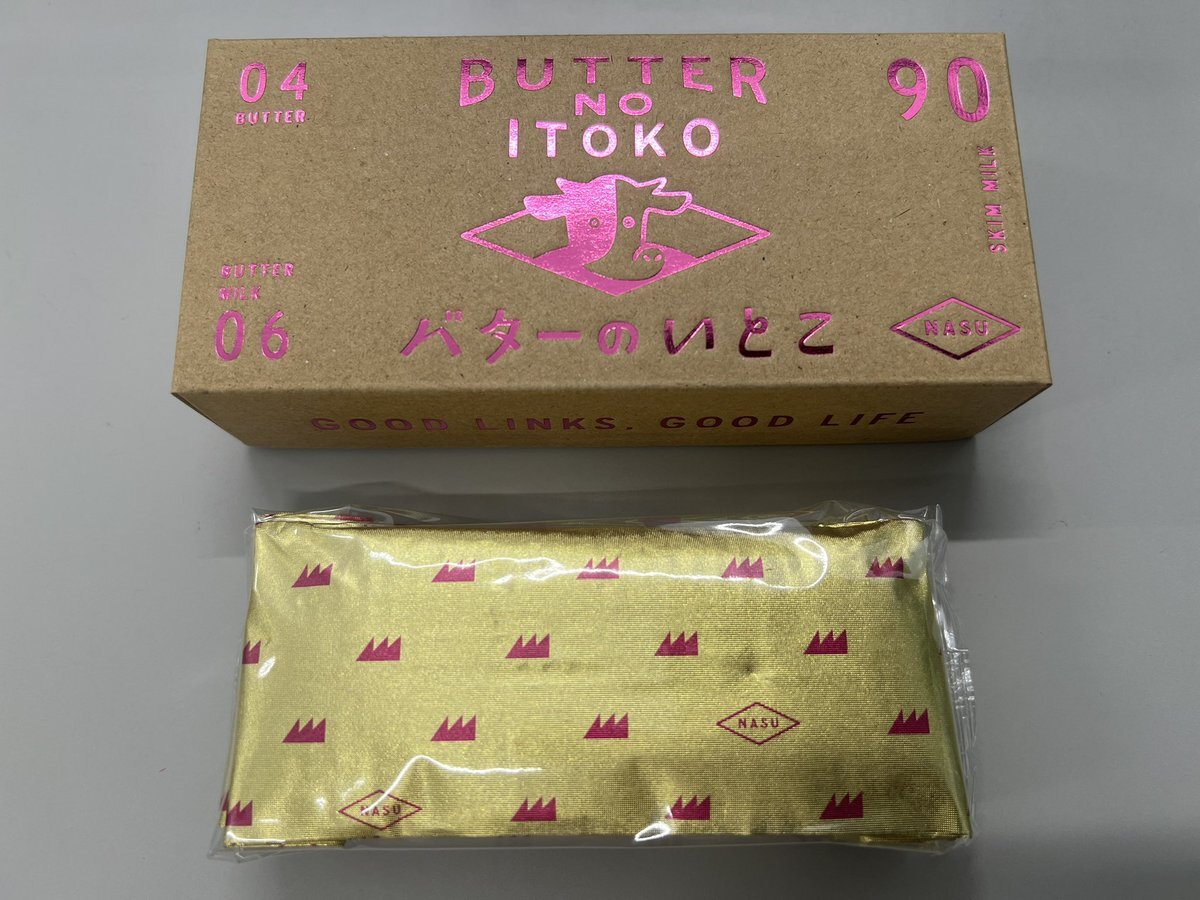 04
BUTTER
BUTTER
NO
ITOKO
90
SKIM MILK
BUTTER
MILK
06
バターのいとこ
NASU
GOOD LINKS. GOOD LIFE
NASU
NASU